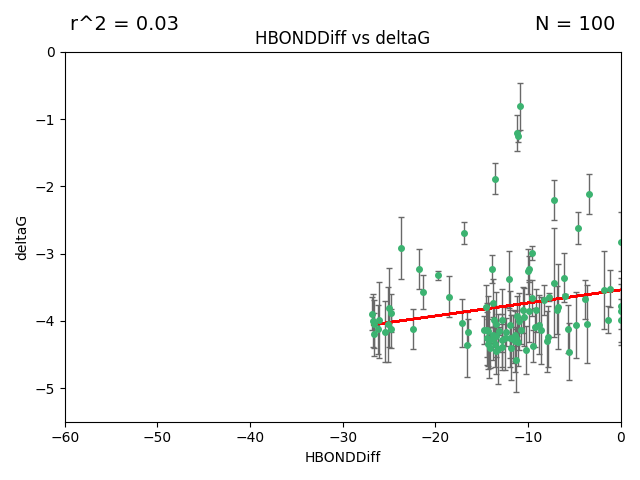 r^2 = 0.03
N = 100
HBONDDiff vs deltaG
0
−1
−2
−3
−4
−5
deltaG
−60 −50 −40 −30 −20 −10 0
HBONDDiff